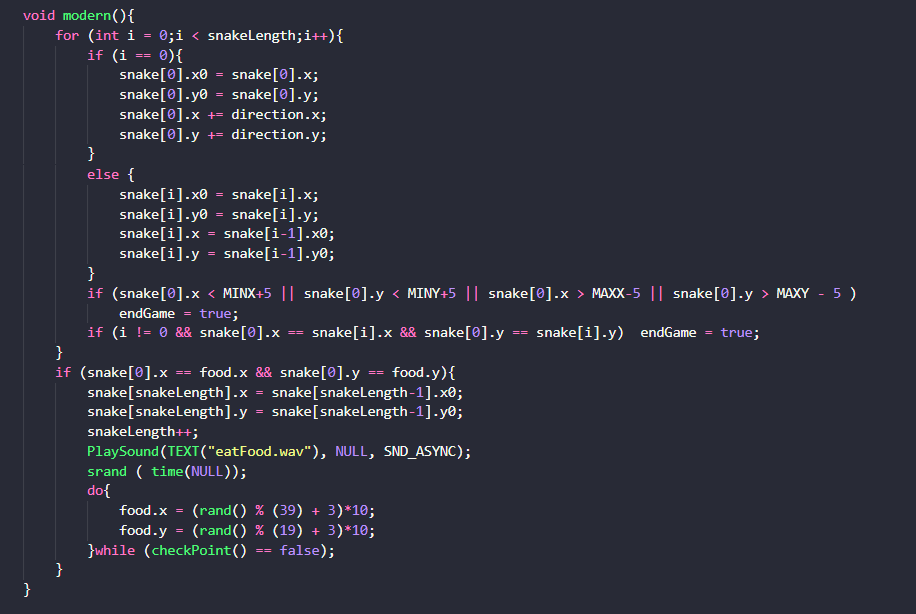 void modern(){
    for (int i = 0;i < snakeLength;i++){
        if (i == 0){
            snake[0].x0 = snake[0].x;
            snake[0].y0 = snake[0].y;
            snake[0].x += direction.x;
            snake[0].y += direction.y;
        }
        else {
            snake[i].x0 = snake[i].x;
            snake[i].y0 = snake[i].y;
            snake[i].x = snake[i-1].x0;
            snake[i].y = snake[i-1].y0;
        }
        if (snake[0].x < MINX+5 || snake[0].y < MINY+5 || snake[0].x > MAXX-5 || snake[0].y > MAXY - 5 )
            endGame = true;
        if (i != 0 && snake[0].x == snake[i].x && snake[0].y == snake[i].y)  endGame = true;
    }
    if (snake[0].x == food.x && snake[0].y == food.y){
        snake[snakeLength].x = snake[snakeLength-1].x0;
        snake[snakeLength].y = snake[snakeLength-1].y0;
        snakeLength++;
        PlaySound(TEXT("eatFood.wav"), NULL, SND_ASYNC);
        srand ( time(NULL));
        do{
            food.x = (rand() % (39) + 3)*10;
            food.y = (rand() % (19) + 3)*10;
        }while (checkPoint() == false);
    }
}